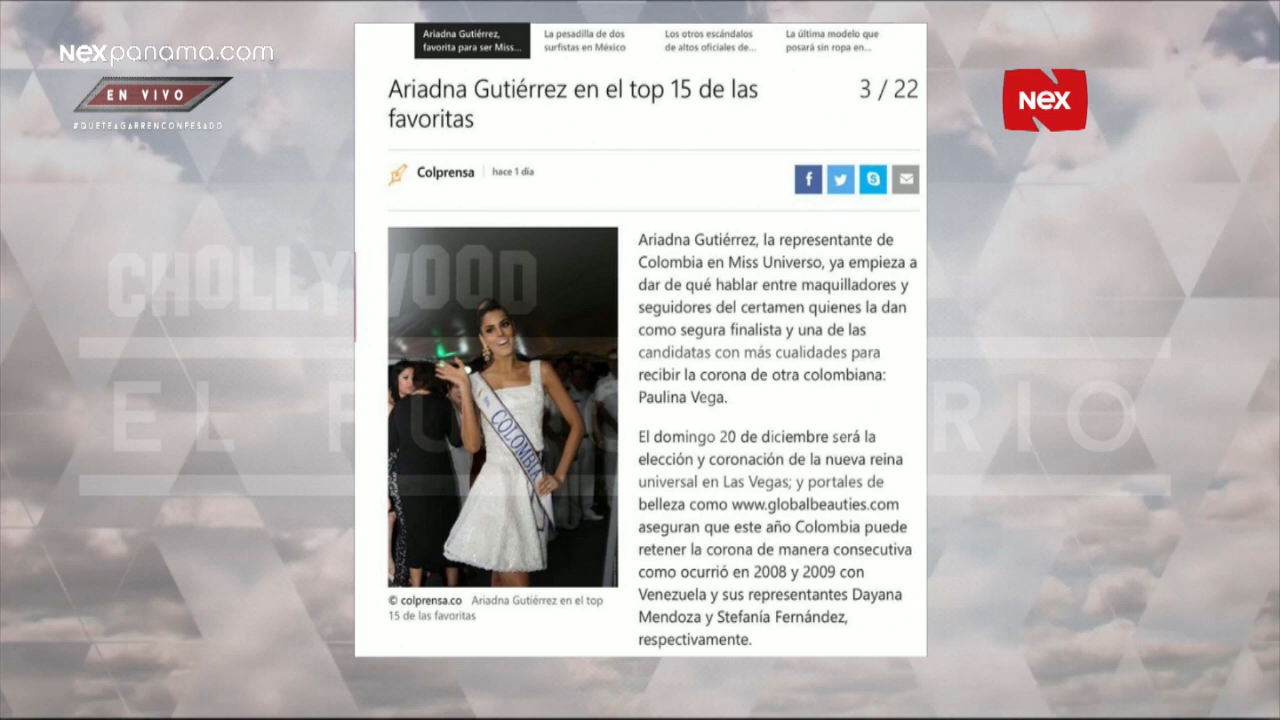 Nexpanama.com
EN VIVO
#QUETEAGARRENCONFESADO
Nex
Ariadna Gutiérrez,
favorita para ser Miss...
La pesadilla de dos
surfistas en México
Los otros escándalos
de altos oficiales de...
La última modelo que
posará sin ropa en...
Ariadna Gutiérrez en el top 15 de las
favoritas
3 / 22
Colprensa
hace 1 día
CHOLLYWOOD
COLOMBIA
© colprensa.co Ariadna Gutiérrez en el top
15 de las favoritas
Ariadna Gutiérrez, la representante de
Colombia en Miss Universo, ya empieza a
dar de qué hablar entre maquilladores y
seguidores del certamen quienes la dan
como segura finalista y una de las
candidatas con más cualidades para
recibir la corona de otra colombiana:
Paulina Vega.
El domingo 20 de diciembre será la
elección y coronación de la nueva reina
universal en Las Vegas; y portales de
belleza como www.globalbeauties.com
aseguran que este año Colombia puede
retener la corona de manera consecutiva
como ocurrió en 2008 y 2009 con
Venezuela y sus representantes Dayana
Mendoza y Stefanía Fernández,
respectivamente.
EL